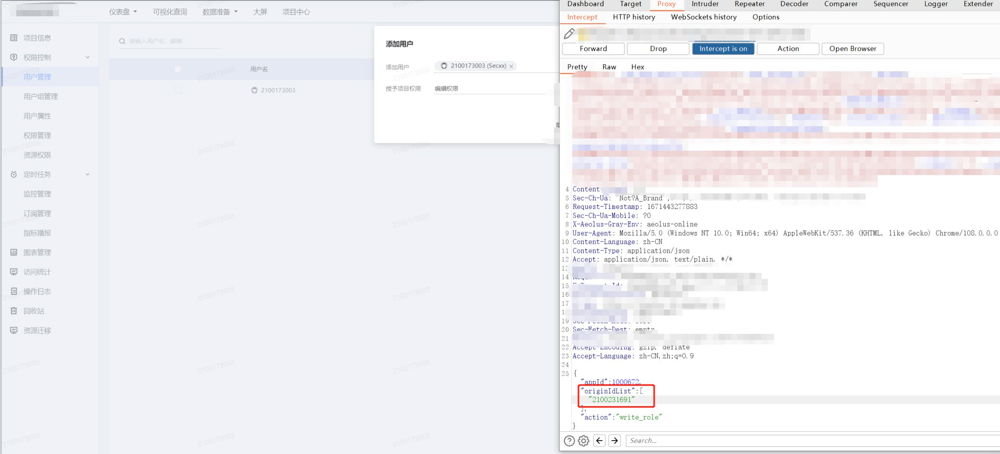 仪表盘 可视化查询 数据准备 大屏 项目中心
项目信息
权限控制
用户管理
用户组管理
用户属性
权限管理
资源权限
定时任务
监控管理
订阅管理
指标播报
图表管理
访问统计
操作日志
回收站
资源迁移
请输入用户名，邮箱
用户名
2100173003
添加用户
添加用户 2100173003 (Secxx) ×
授予项目权限 编辑权限
Dashboard Target Proxy Intruder Repeater Decoder Comparer Sequencer Logger Extender
Intercept HTTP history WebSockets history Options
Forward Drop Intercept is on Action Open Browser
Pretty Raw Hex
4 Content-
5 Sec-Ch-Ua: "Not?A_Brand";
6 Request-Timestamp: 1671443277883
7 Sec-Ch-Ua-Mobile: ?0
8 X-Aeolus-Gray-Env: aeolus-online
9 User-Agent: Mozilla/5.0 (Windows NT 10.0; Win64; x64) AppleWebKit/537.36 (KHTML, like Gecko) Chrome/108.0.0.0
10 Content-Language: zh-CN
11 Content-Type: application/json
12 Accept: application/json, text/plain, */*
13
14
15
16
17
19
20 Sec-Fetch-Dest: empty
21
22 Accept-Encoding: gzip, deflate
23 Accept-Language: zh-CN,zh;q=0.9
24
25 {
"appId":1000672,
"originIdList":[
"2100231691"
],
"action":"write_role"
}
Search...